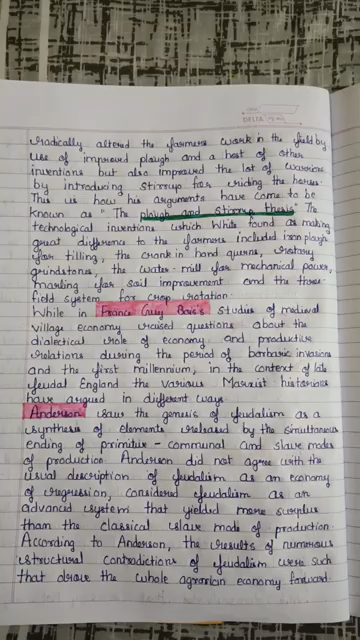 radically altered the farmers work in the field by
use of improved plough and a host of other
inventions but also improved the lot of warriors
by introducing stirrup for riding the horses.
This is how his arguments have come to be
known as "The plough and stirrup thesis" The
technological inventions which White found as making
great difference to the farmers included iron plough
for tilling, the crank in hand querns, rotary
grindstones, the water-mill for mechanical power,
marling for soil improvement and the three
field system for crop rotation.
While in France Guy Bois's studies of medieval
village economy raised questions about the
dialectical role of economy and productive
relations during the period of barbaric invasions
and the first millennium, in the context of late
feudal England the various Marxist historians
have argued in different ways
Anderson saw the genesis of feudalism as a
synthesis of elements released by the simultaneous
ending of primitive - communal and slave modes
of production Anderson did not agree with the
usual description of feudalism as an economy
of regression, considered feudalism as an
advanced system that yielded more surplus
than the classical slave mode of production.
According to Anderson, the results of numerous
structural contradictions of feudalism were such
that drove the whole agrarian economy forward.